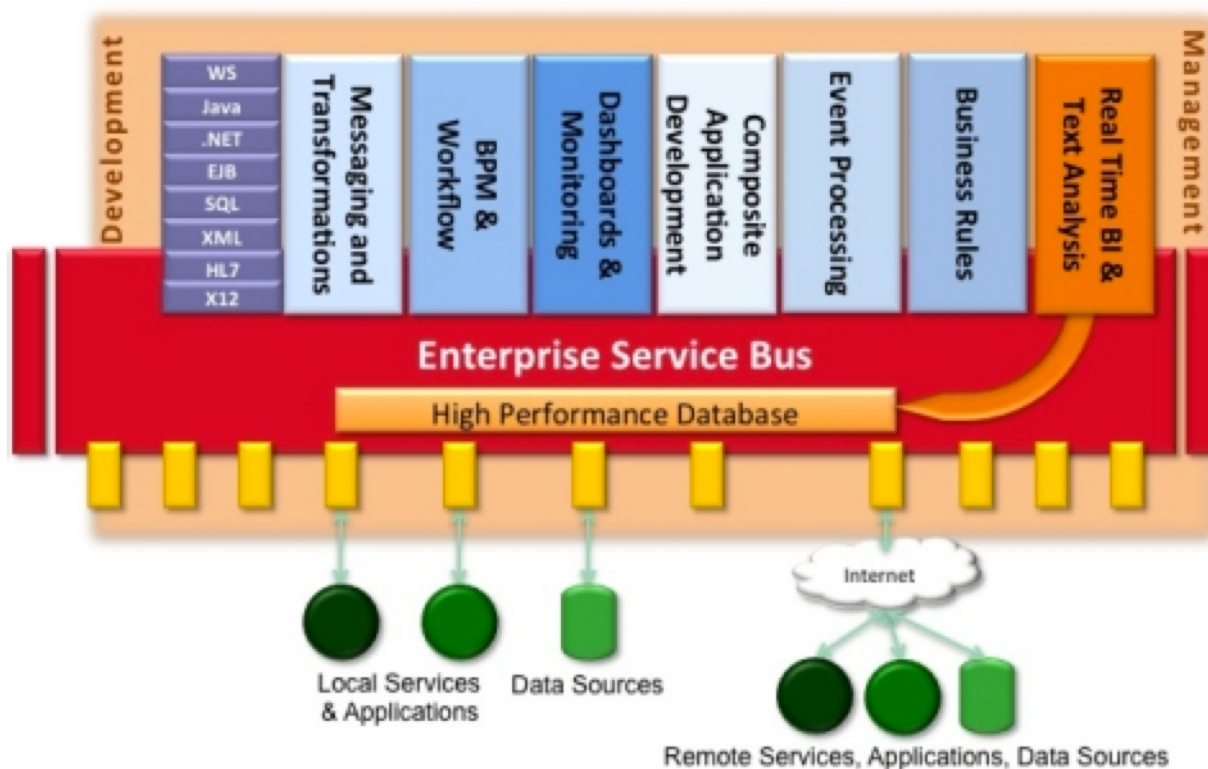 Development
WS
Java
.NET
EJB
SQL
XML
HL7
X12
Messaging and
Transformations
BPM &
Workflow
Dashboards &
Monitoring
Composite
Application
Development
Event Processing
Business Rules
Real Time BI &
Text Analysis
Management
Enterprise Service Bus
High Performance Database
Internet
Local Services
& Applications
Data Sources
Remote Services, Applications, Data Sources